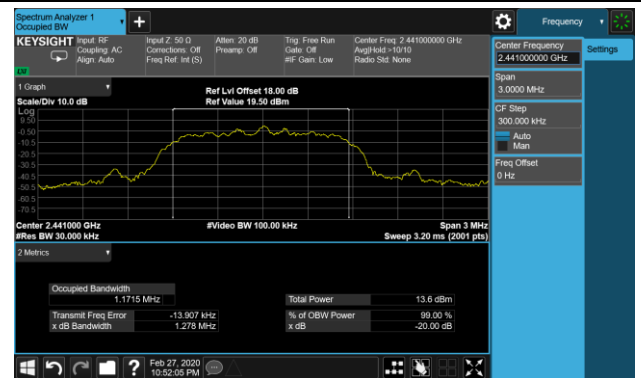 Spectrum Analyzer 1
Occupied BW
+
Frequency
KEYSIGHT
Input: RF
Coupling: AC
Align: Auto
Input Z: 50 Ω
Corrections: Off
Freq Ref: Int (S)
Atten: 20 dB
Preamp: Off
Trig: Free Run
Gate: Off
#IF Gain: Low
Center Freq: 2.441000000 GHz
Avg|Hold:>10/10
Radio Std: None
Center Frequency
2.441000000 GHz
Settings
Span
3.0000 MHz
CF Step
300.000 kHz
Auto
Man
Freq Offset
0 Hz
1 Graph
Scale/Div 10.0 dB
Ref Lvl Offset 18.00 dB
Ref Value 19.50 dBm
Log
9.50
-0.50
-10.5
-20.5
-30.5
-40.5
-50.5
-60.5
-70.5
Center 2.441000 GHz
#Res BW 30.000 kHz
#Video BW 100.00 kHz
Span 3 MHz
Sweep 3.20 ms (2001 pts)
2 Metrics
Occupied Bandwidth
1.1715 MHz
Total Power 13.6 dBm
Transmit Freq Error -13.907 kHz
% of OBW Power 99.00 %
x dB Bandwidth 1.278 MHz
x dB -20.00 dB
?
Feb 27, 2020
10:52:05 PM